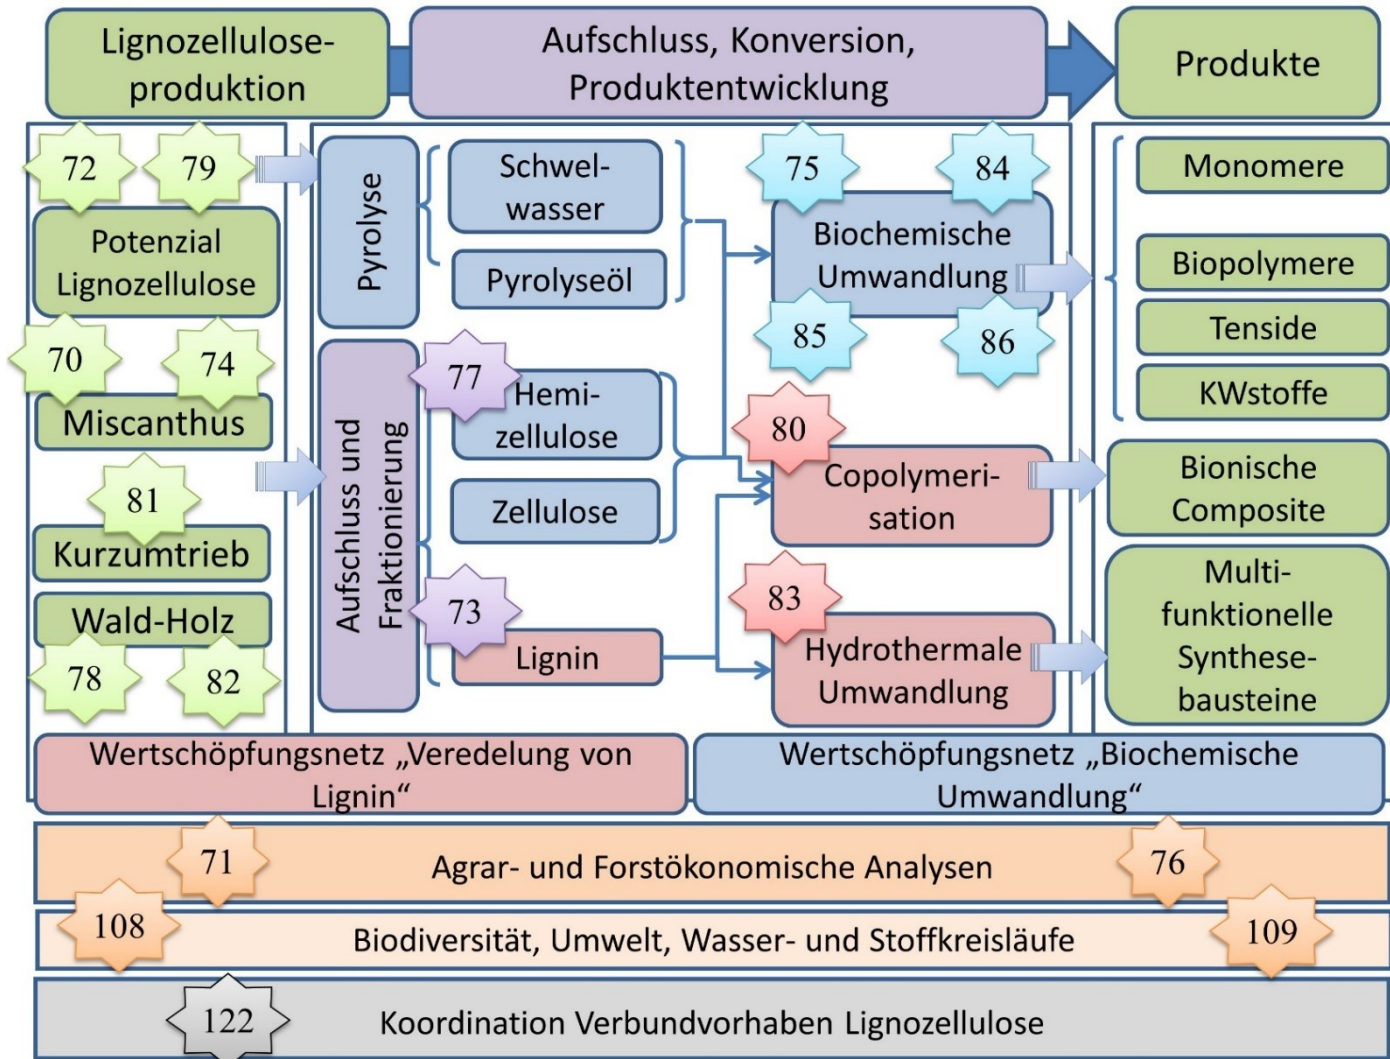 Lignozellulose-
produktion
Aufschluss, Konversion,
Produktentwicklung
Produkte
72
79
Potenzial
Lignozellulose
70
74
Miscanthus
81
Kurzumtrieb
Wald-Holz
78
82
Pyrolyse
Schwel-
wasser
Pyrolyseöl
Aufschluss und
Fraktionierung
77
Hemi-
zellulose
Zellulose
73
Lignin
75
84
Biochemische
Umwandlung
85
86
80
Copolymeri-
sation
83
Hydrothermale
Umwandlung
Monomere
Biopolymere
Tenside
KWstoffe
Bionische
Composite
Multi-
funktionelle
Synthese-
bausteine
Wertschöpfungsnetz „Veredelung von
Lignin“
Wertschöpfungsnetz „Biochemische
Umwandlung“
71
Agrar- und Forstökonomische Analysen
76
108
Biodiversität, Umwelt, Wasser- und Stoffkreisläufe
109
122
Koordination Verbundvorhaben Lignozellulose